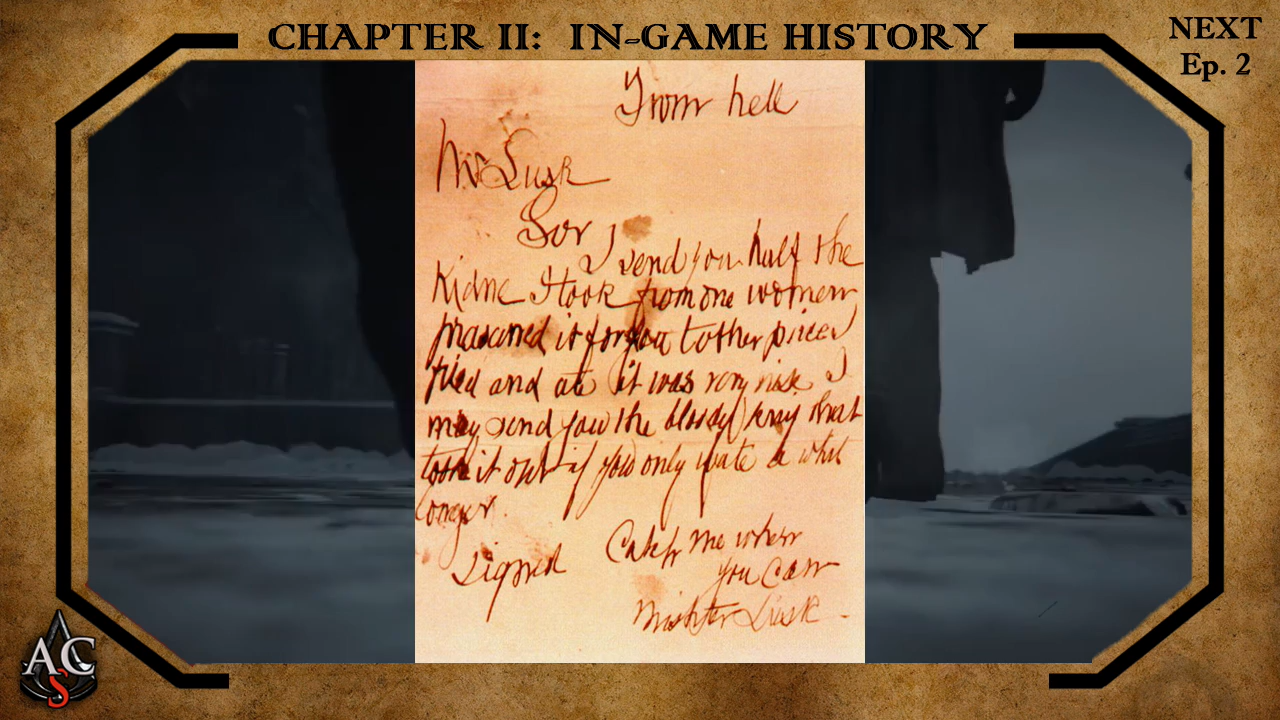 CHAPTER II: IN-GAME HISTORY
NEXT
Ep. 2
From hell
Mr Lusk
Sor
I send you half the
Kidne I took from one women
prasarved it for you tother piece
fried and ate it was very nise I
may send you the bloody knif that
took it out if you only wate a whil
longer.
Signed Catch me when
you Can
Mishter Lusk.
ACS